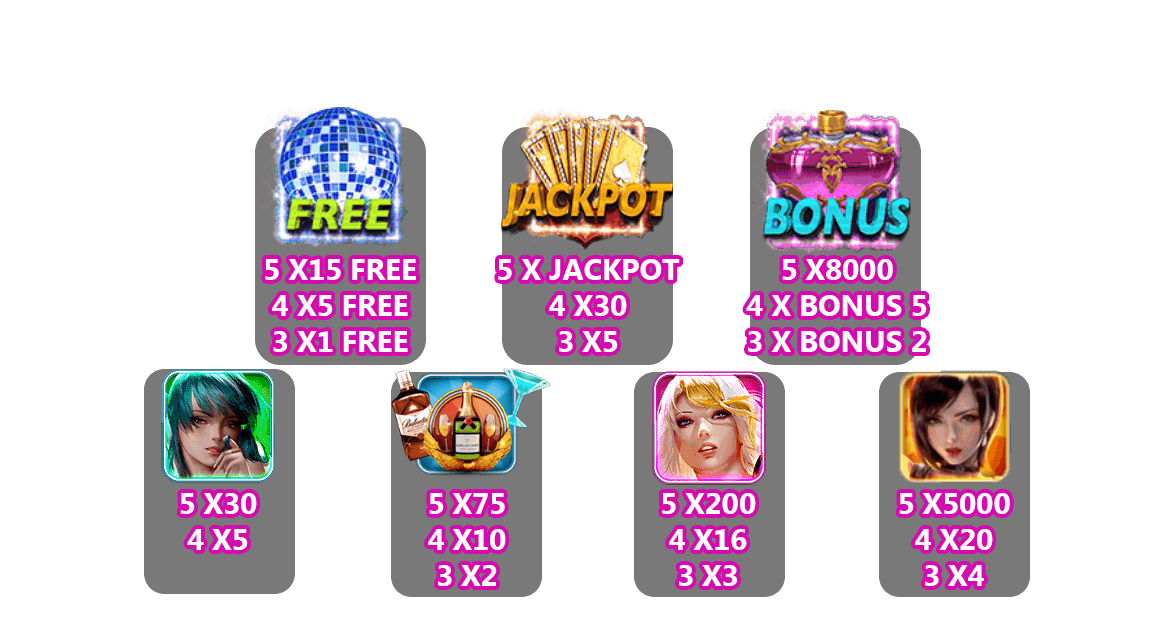 FREE
5 X15 FREE
4 X5 FREE
3 X1 FREE
JACKPOT
5 X JACKPOT
4 X30
3 X5
BONUS
5 X8000
4 X BONUS 5
3 X BONUS 2
5 X30
4 X5
5 X75
4 X10
3 X2
5 X200
4 X16
3 X3
5 X5000
4 X20
3 X4